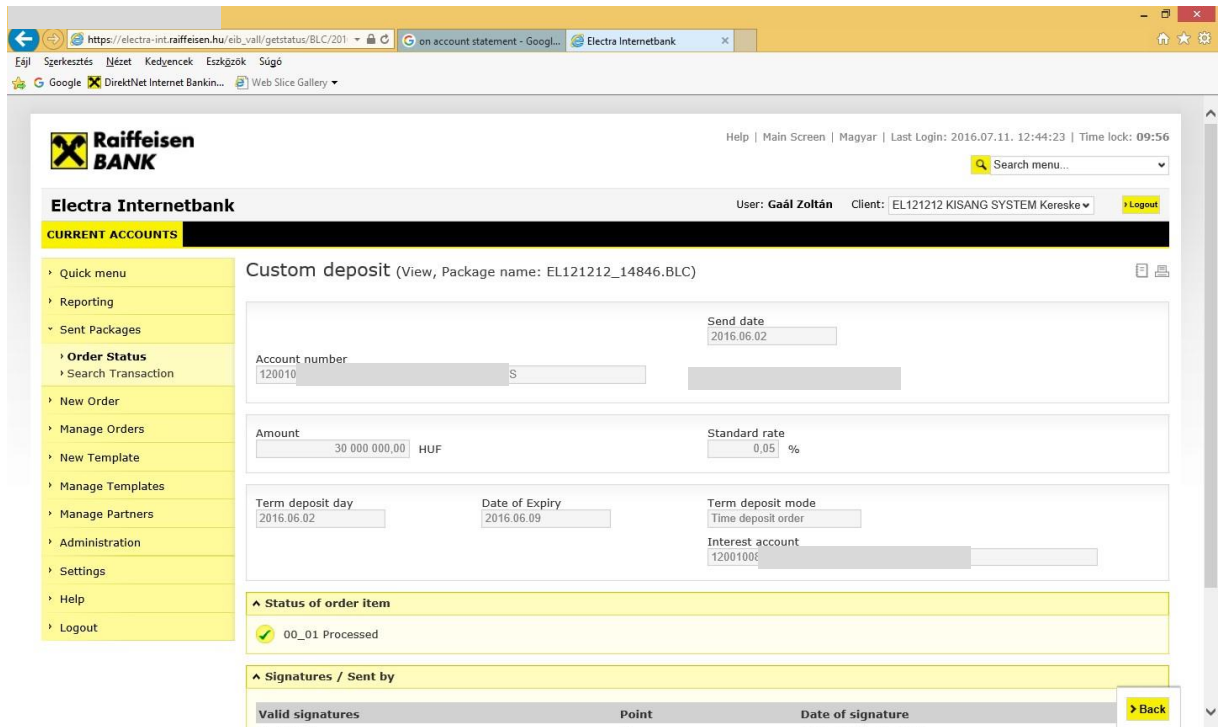 https://electra-int.raiffeisen.hu/eib_vall/getstatus/BLC/201
on account statement - Googl...
Electra Internetbank
Fájl Szerkesztés Nézet Kedvencek Eszközök Súgó
Google DirektNet Internet Bankin... Web Slice Gallery
Raiffeisen
BANK
Help | Main Screen | Magyar | Last Login: 2016.07.11. 12:44:23 | Time lock: 09:56
Search menu...
Electra Internetbank
User: Gaál Zoltán Client: EL121212 KISANG SYSTEM Kereske
Logout
CURRENT ACCOUNTS
Quick menu
Reporting
Sent Packages
Order Status
Search Transaction
New Order
Manage Orders
New Template
Manage Templates
Manage Partners
Administration
Settings
Help
Logout
Custom deposit (View, Package name: EL121212_14846.BLC)
Send date
2016.06.02
Account number
120010 S
Amount
30 000 000,00 HUF
Standard rate
0,05 %
Term deposit day
2016.06.02
Date of Expiry
2016.06.09
Term deposit mode
Time deposit order
Interest account
12001008
Status of order item
00_01 Processed
Signatures / Sent by
Valid signatures Point Date of signature
Back